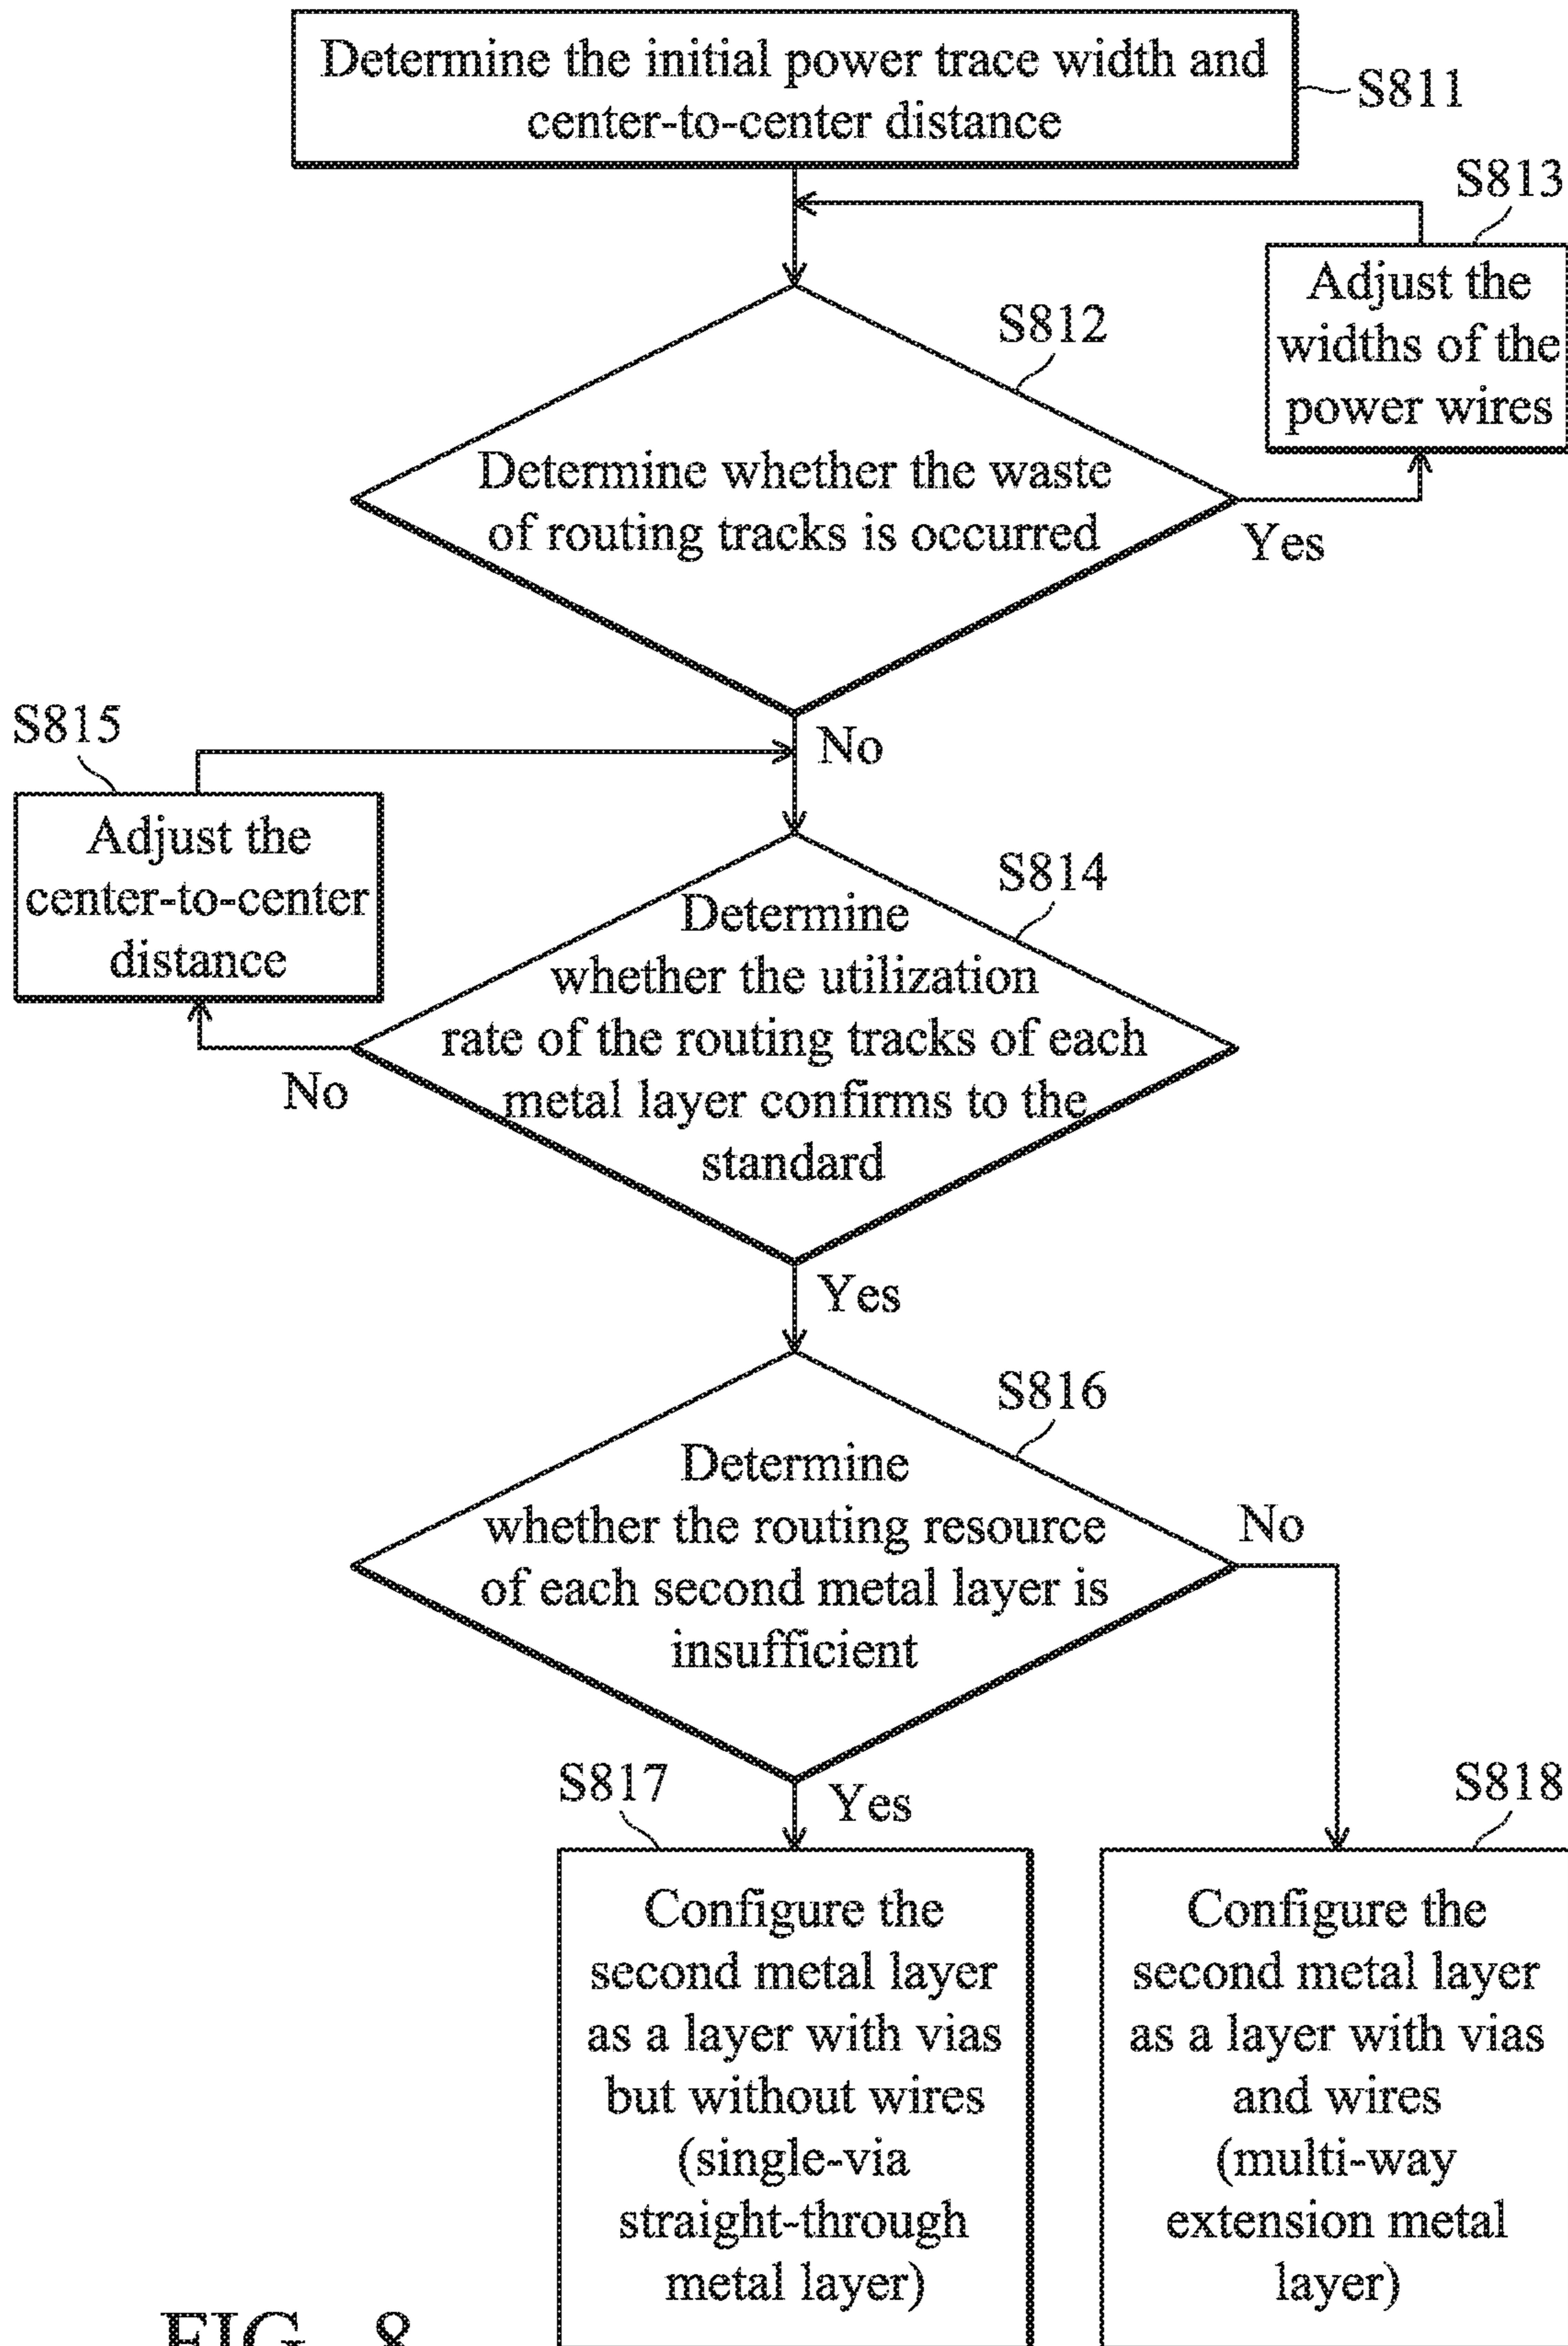 Determine the initial power trace width and
center-to-center distance
S811
S813
Adjust the
widths of the
power wires
S812
Determine whether the waste
of routing tracks is occurred
Yes
No
S815
Adjust the
center-to-center
distance
S814
Determine
whether the utilization
rate of the routing tracks of each
metal layer confirms to the
standard
No
Yes
S816
Determine
whether the routing resource
of each second metal layer is
insufficient
No
Yes
S817
Configure the
second metal layer
as a layer with vias
but without wires
(single-via
straight-through
metal layer)
S818
Configure the
second metal layer
as a layer with vias
and wires
(multi-way
extension metal
layer)
FIG. 8